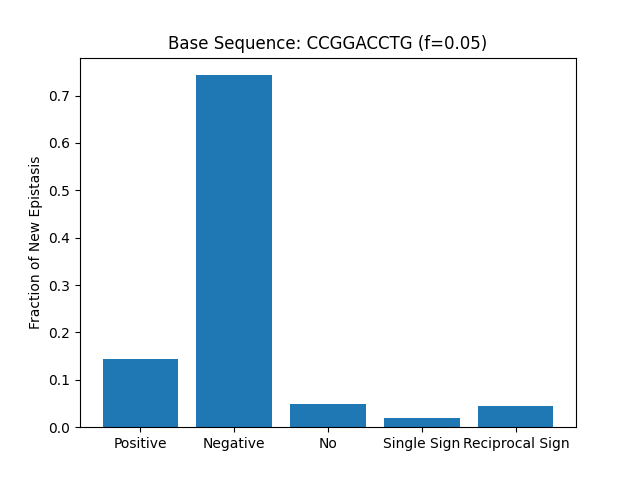 Base Sequence: CCGGACCTG (f=0.05)
Fraction of New Epistasis
0.7
0.6
0.5
0.4
0.3
0.2
0.1
0.0
Positive Negative No Single Sign Reciprocal Sign